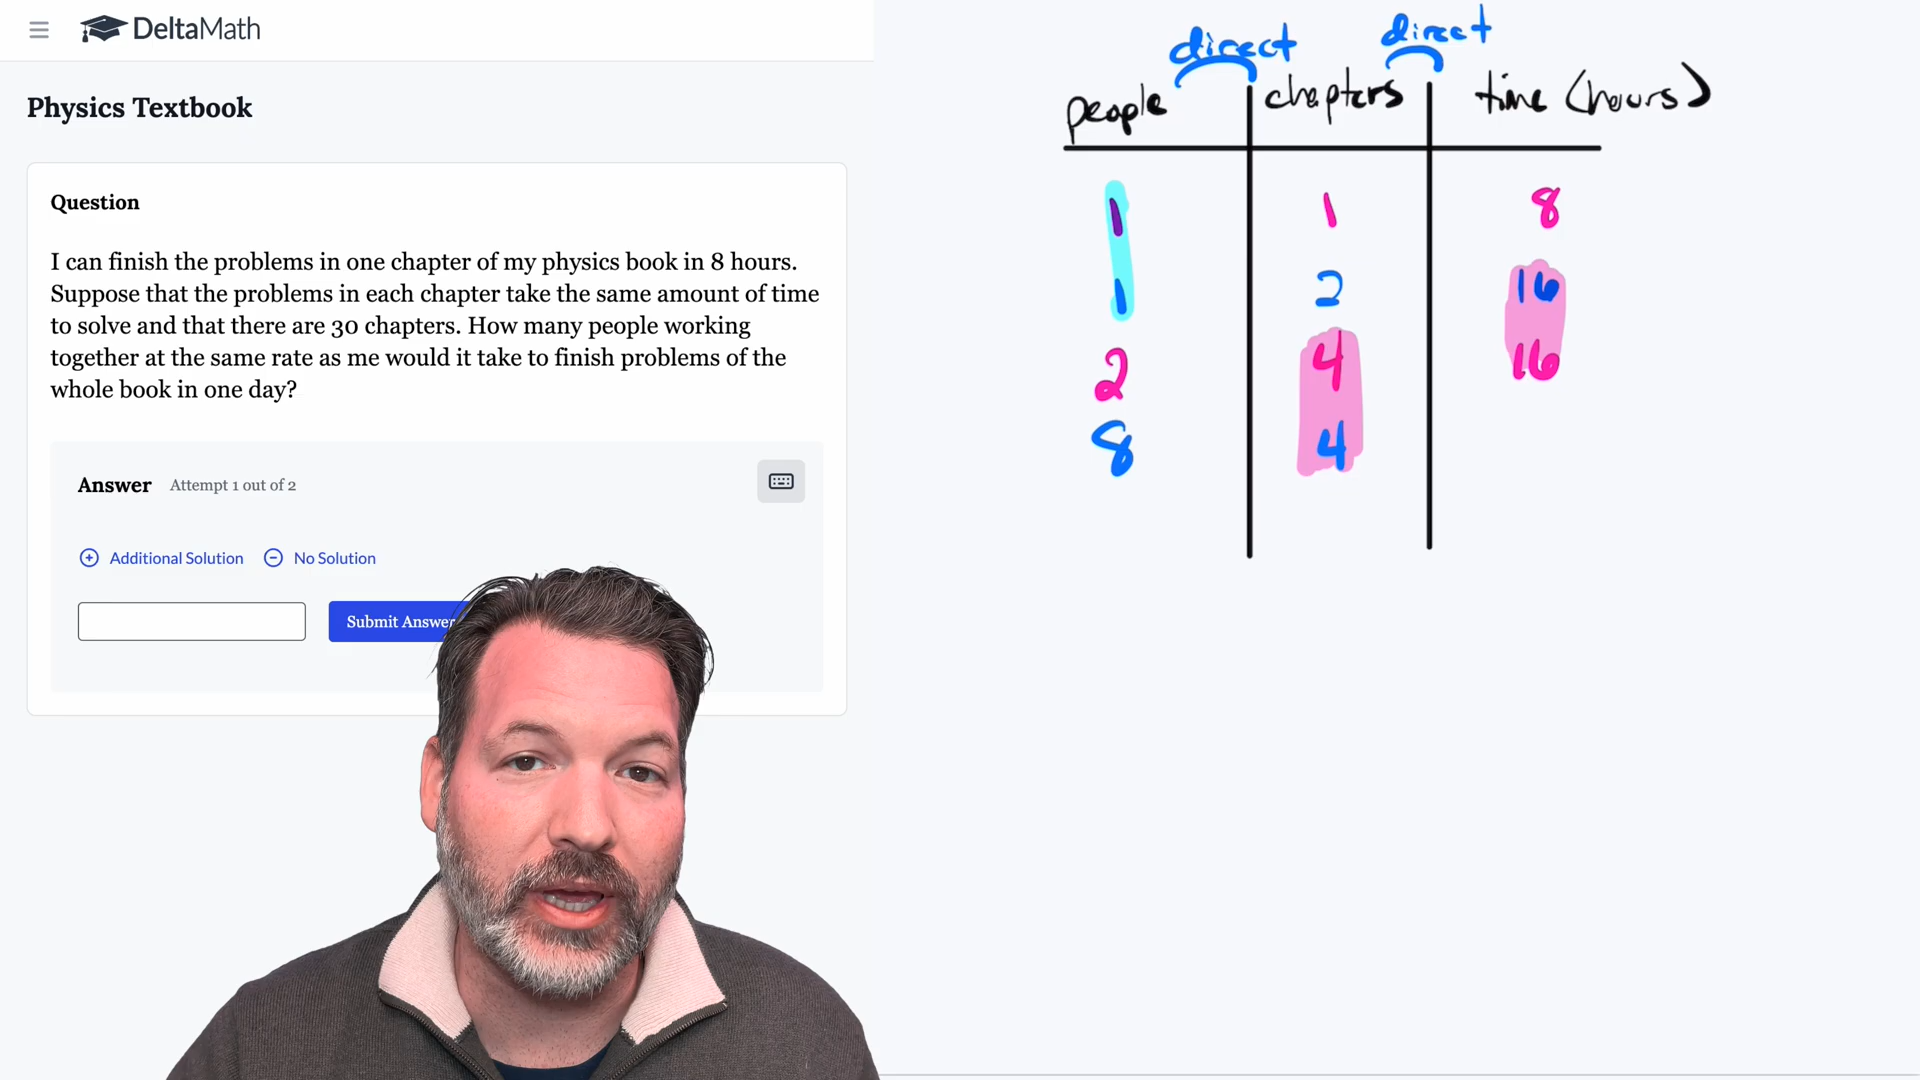 DeltaMath
Physics Textbook
Question
I can finish the problems in one chapter of my physics book in 8 hours.
Suppose that the problems in each chapter take the same amount of time
to solve and that there are 30 chapters. How many people working
together at the same rate as me would it take to finish problems of the
whole book in one day?
Answer Attempt 1 out of 2
Additional Solution No Solution
Submit Answer
direct direct
people chapters time (hours)
1 1 8
1 2 16
2 4 16
8 4